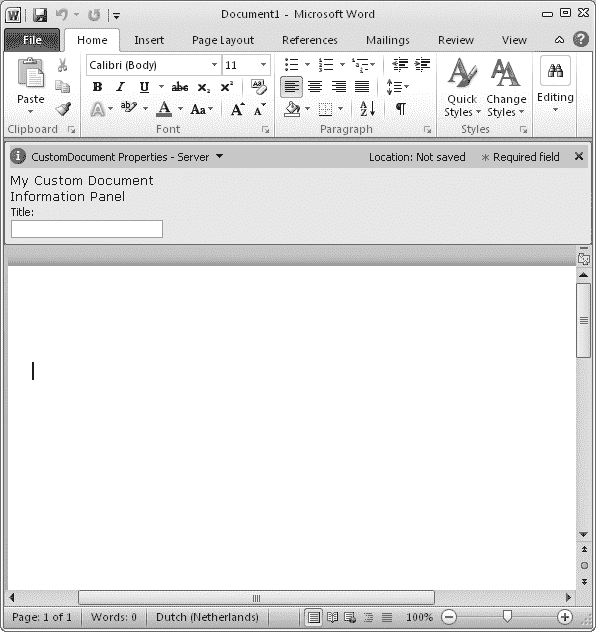 W Document1 - Microsoft Word
File Home Insert Page Layout References Mailings Review View
Calibri (Body) 11
Paste
B I U abc x₂ x²
A aby A Aa A A
A Z
Quick Styles
Change Styles
Editing
Clipboard Font Paragraph Styles
CustomDocument Properties - Server Location: Not saved * Required field
My Custom Document
Information Panel
Title:
Page: 1 of 1 Words: 0 Dutch (Netherlands) 100%